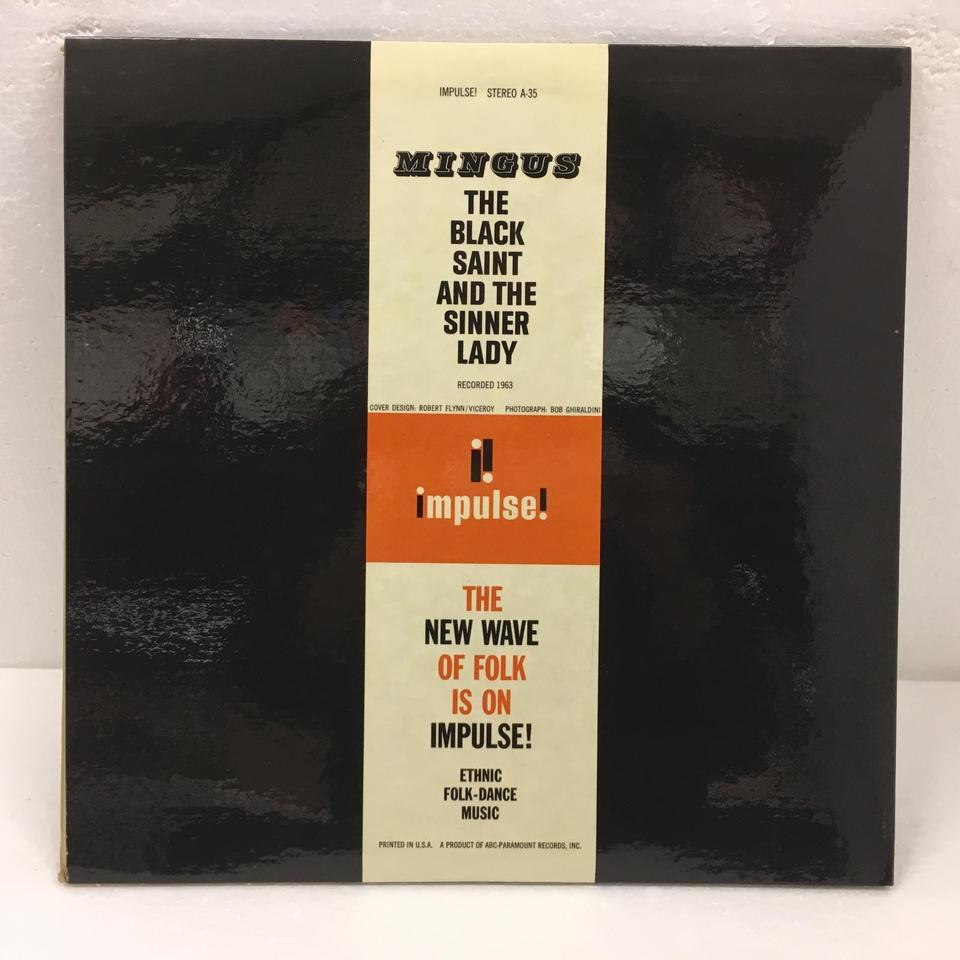 IMPULSE! STEREO A-35
MINGUS
THE
BLACK
SAINT
AND THE
SINNER
LADY
RECORDED 1963
COVER DESIGN: ROBERT FLYNN/VICEROY PHOTOGRAPH: BOB GHIRALDINI
i!
impulse!
THE
NEW WAVE
OF FOLK
IS ON
IMPULSE!
ETHNIC
FOLK-DANCE
MUSIC
PRINTED IN U.S.A. A PRODUCT OF ABC-PARAMOUNT RECORDS, INC.